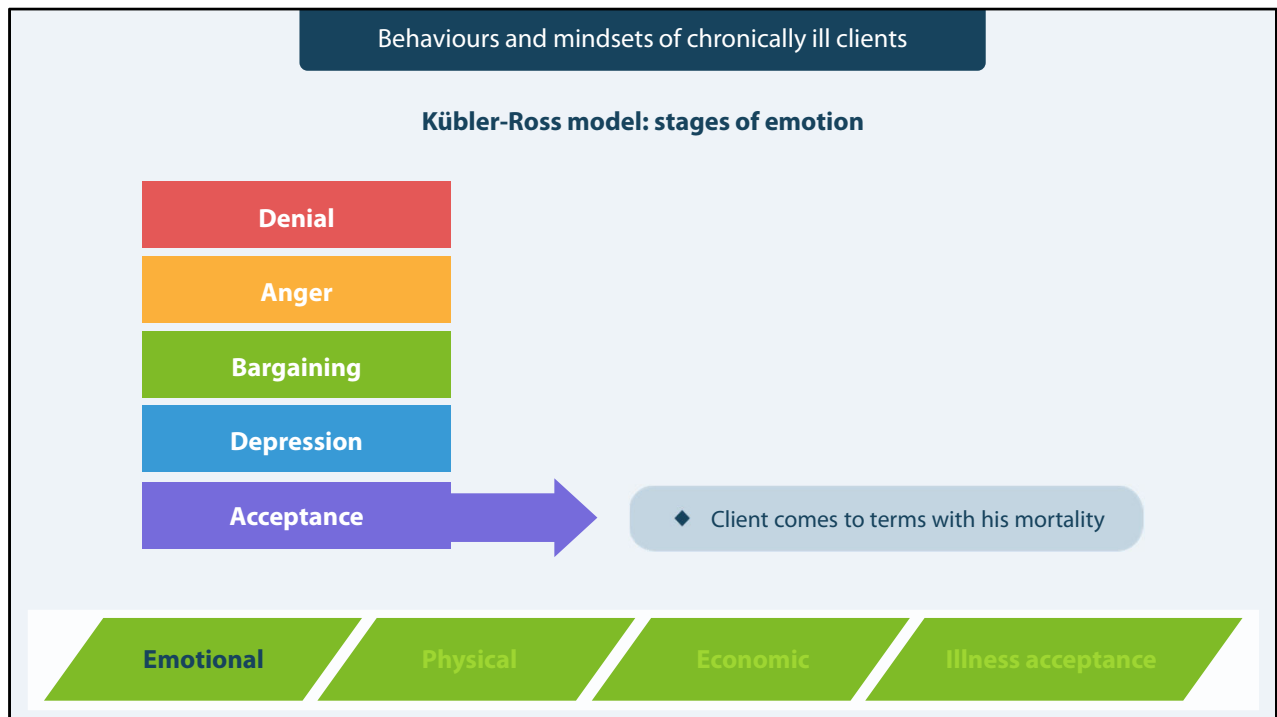 Behaviours and mindsets of chronically ill clients
Kübler-Ross model: stages of emotion
Denial
Anger
Bargaining
Depression
Acceptance
◆ Client comes to terms with his mortality
Emotional
Physical
Economic
Illness acceptance